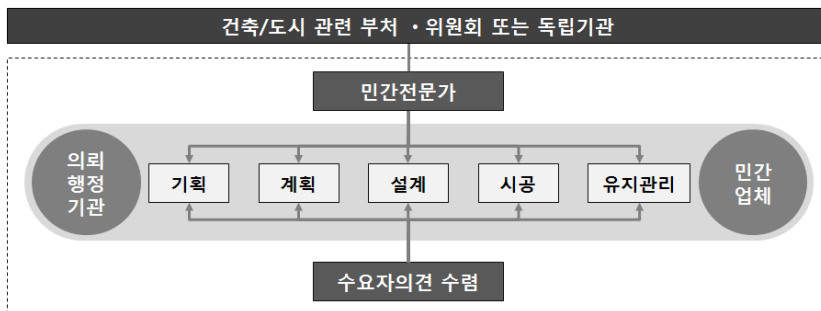 건축/도시 관련 부처 ・위원회 또는 독립기관
민간전문가
의뢰
행정
기관
기획
계획
설계
시공
유지관리
민간
업체
수요자의견 수렴